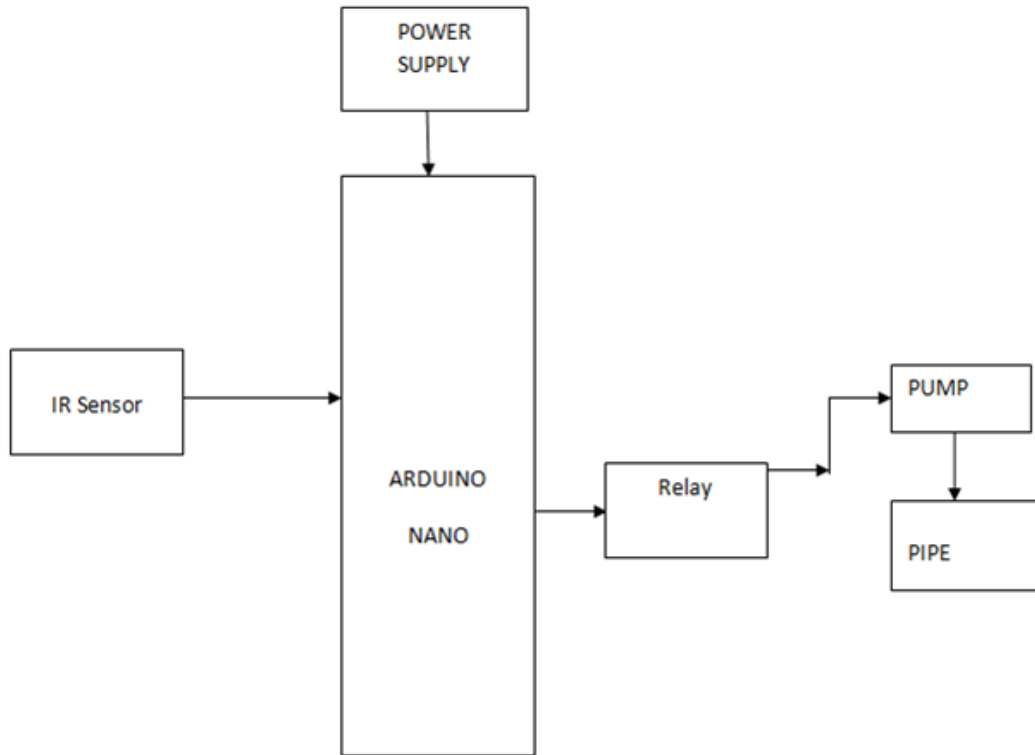 POWER
SUPPLY
IR Sensor
ARDUINO
NANO
Relay
PUMP
PIPE